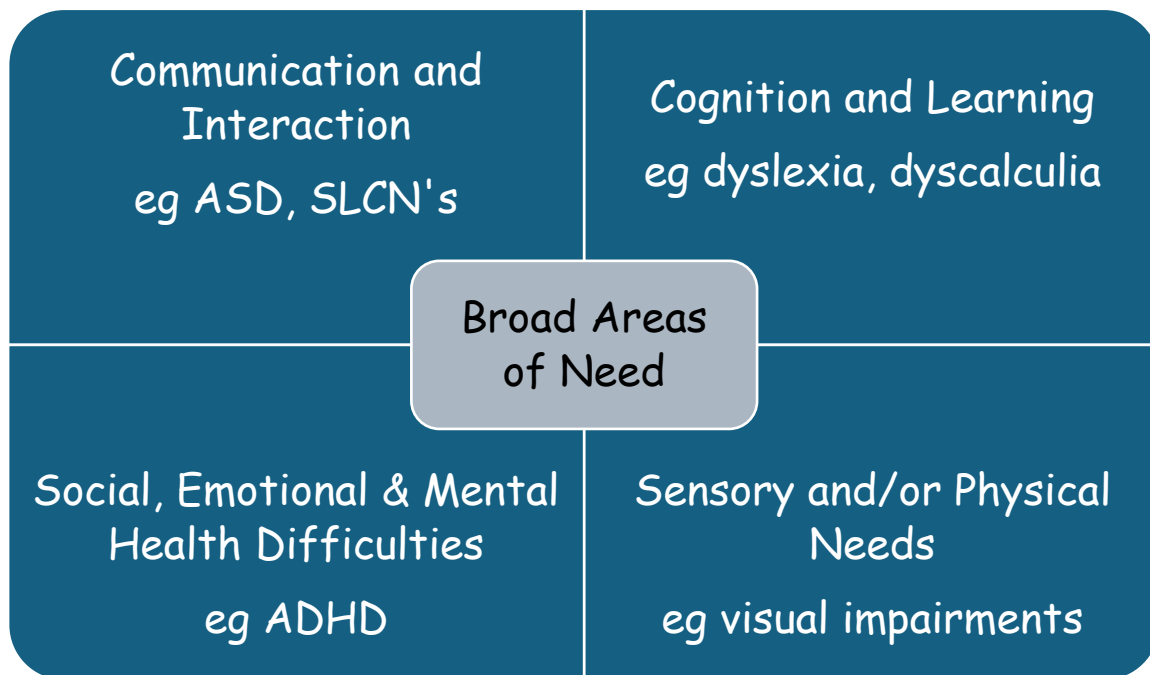 Communication and
Interaction
eg ASD, SLCN's
Cognition and Learning
eg dyslexia, dyscalculia
Broad Areas
of Need
Social, Emotional & Mental
Health Difficulties
eg ADHD
Sensory and/or Physical
Needs
eg visual impairments